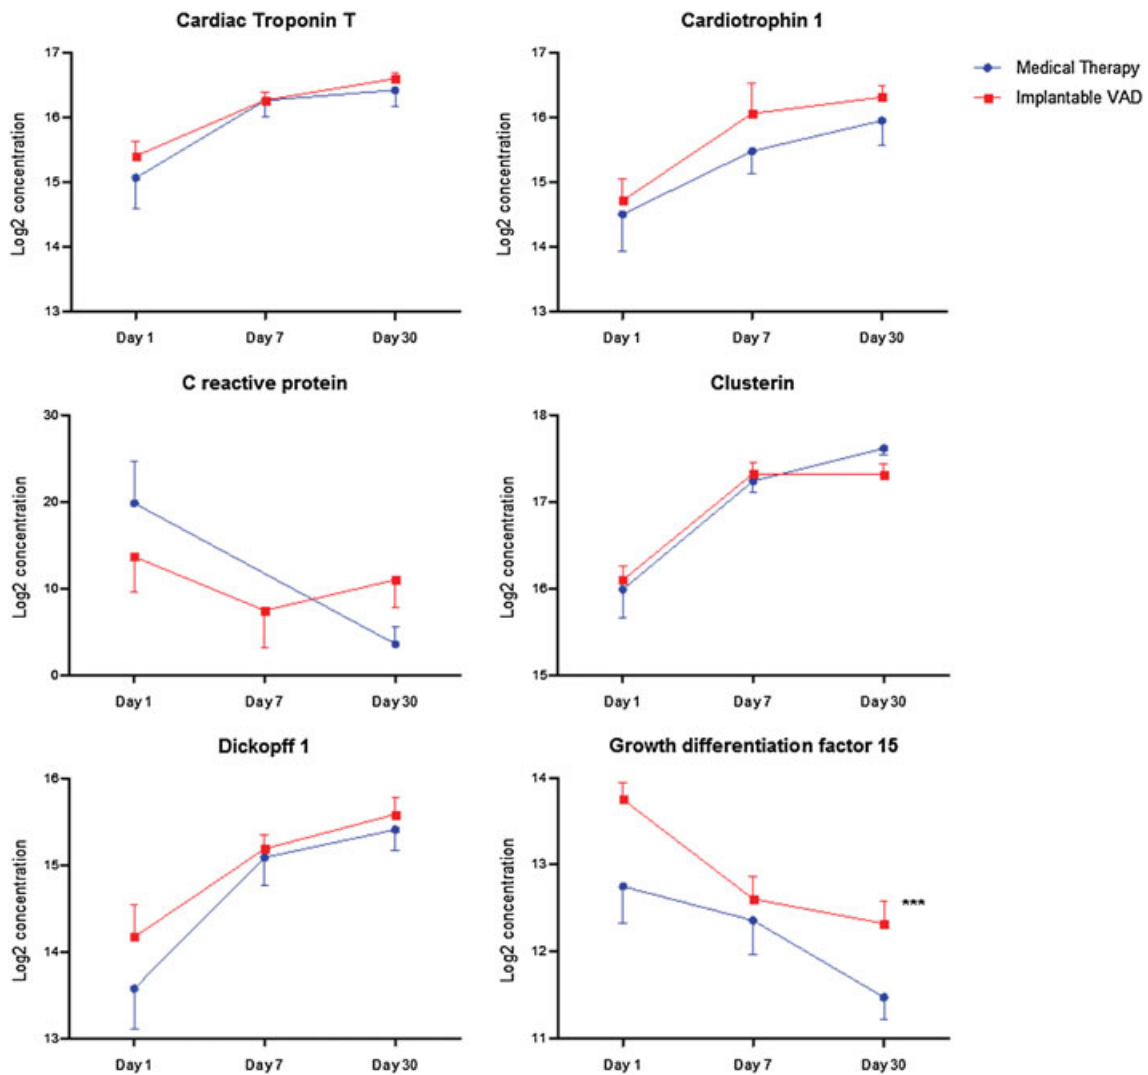 Cardiac Troponin T
17
16
15
14
13
Log2 concentration
Day 1 Day 7 Day 30
Cardiotrophin 1
17
16
15
14
13
Log2 concentration
Day 1 Day 7 Day 30
Medical Therapy
Implantable VAD
C reactive protein
30
20
10
0
Log2 concentration
Day 1 Day 7 Day 30
Clusterin
18
17
16
15
Log2 concentration
Day 1 Day 7 Day 30
Dickopff 1
16
15
14
13
Log2 concentration
Day 1 Day 7 Day 30
Growth differentiation factor 15
14
13
12
11
Log2 concentration
***
Day 1 Day 7 Day 30